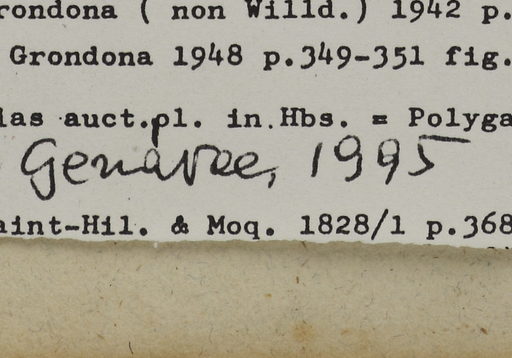 rondona ( non Willd.) 1942 p.
Grondona 1948 p.349-351 fig.
las auct.pl. in.Hbs. = Polyga
Genavae, 1995
aint-Hil. & Moq. 1828/1 p.368